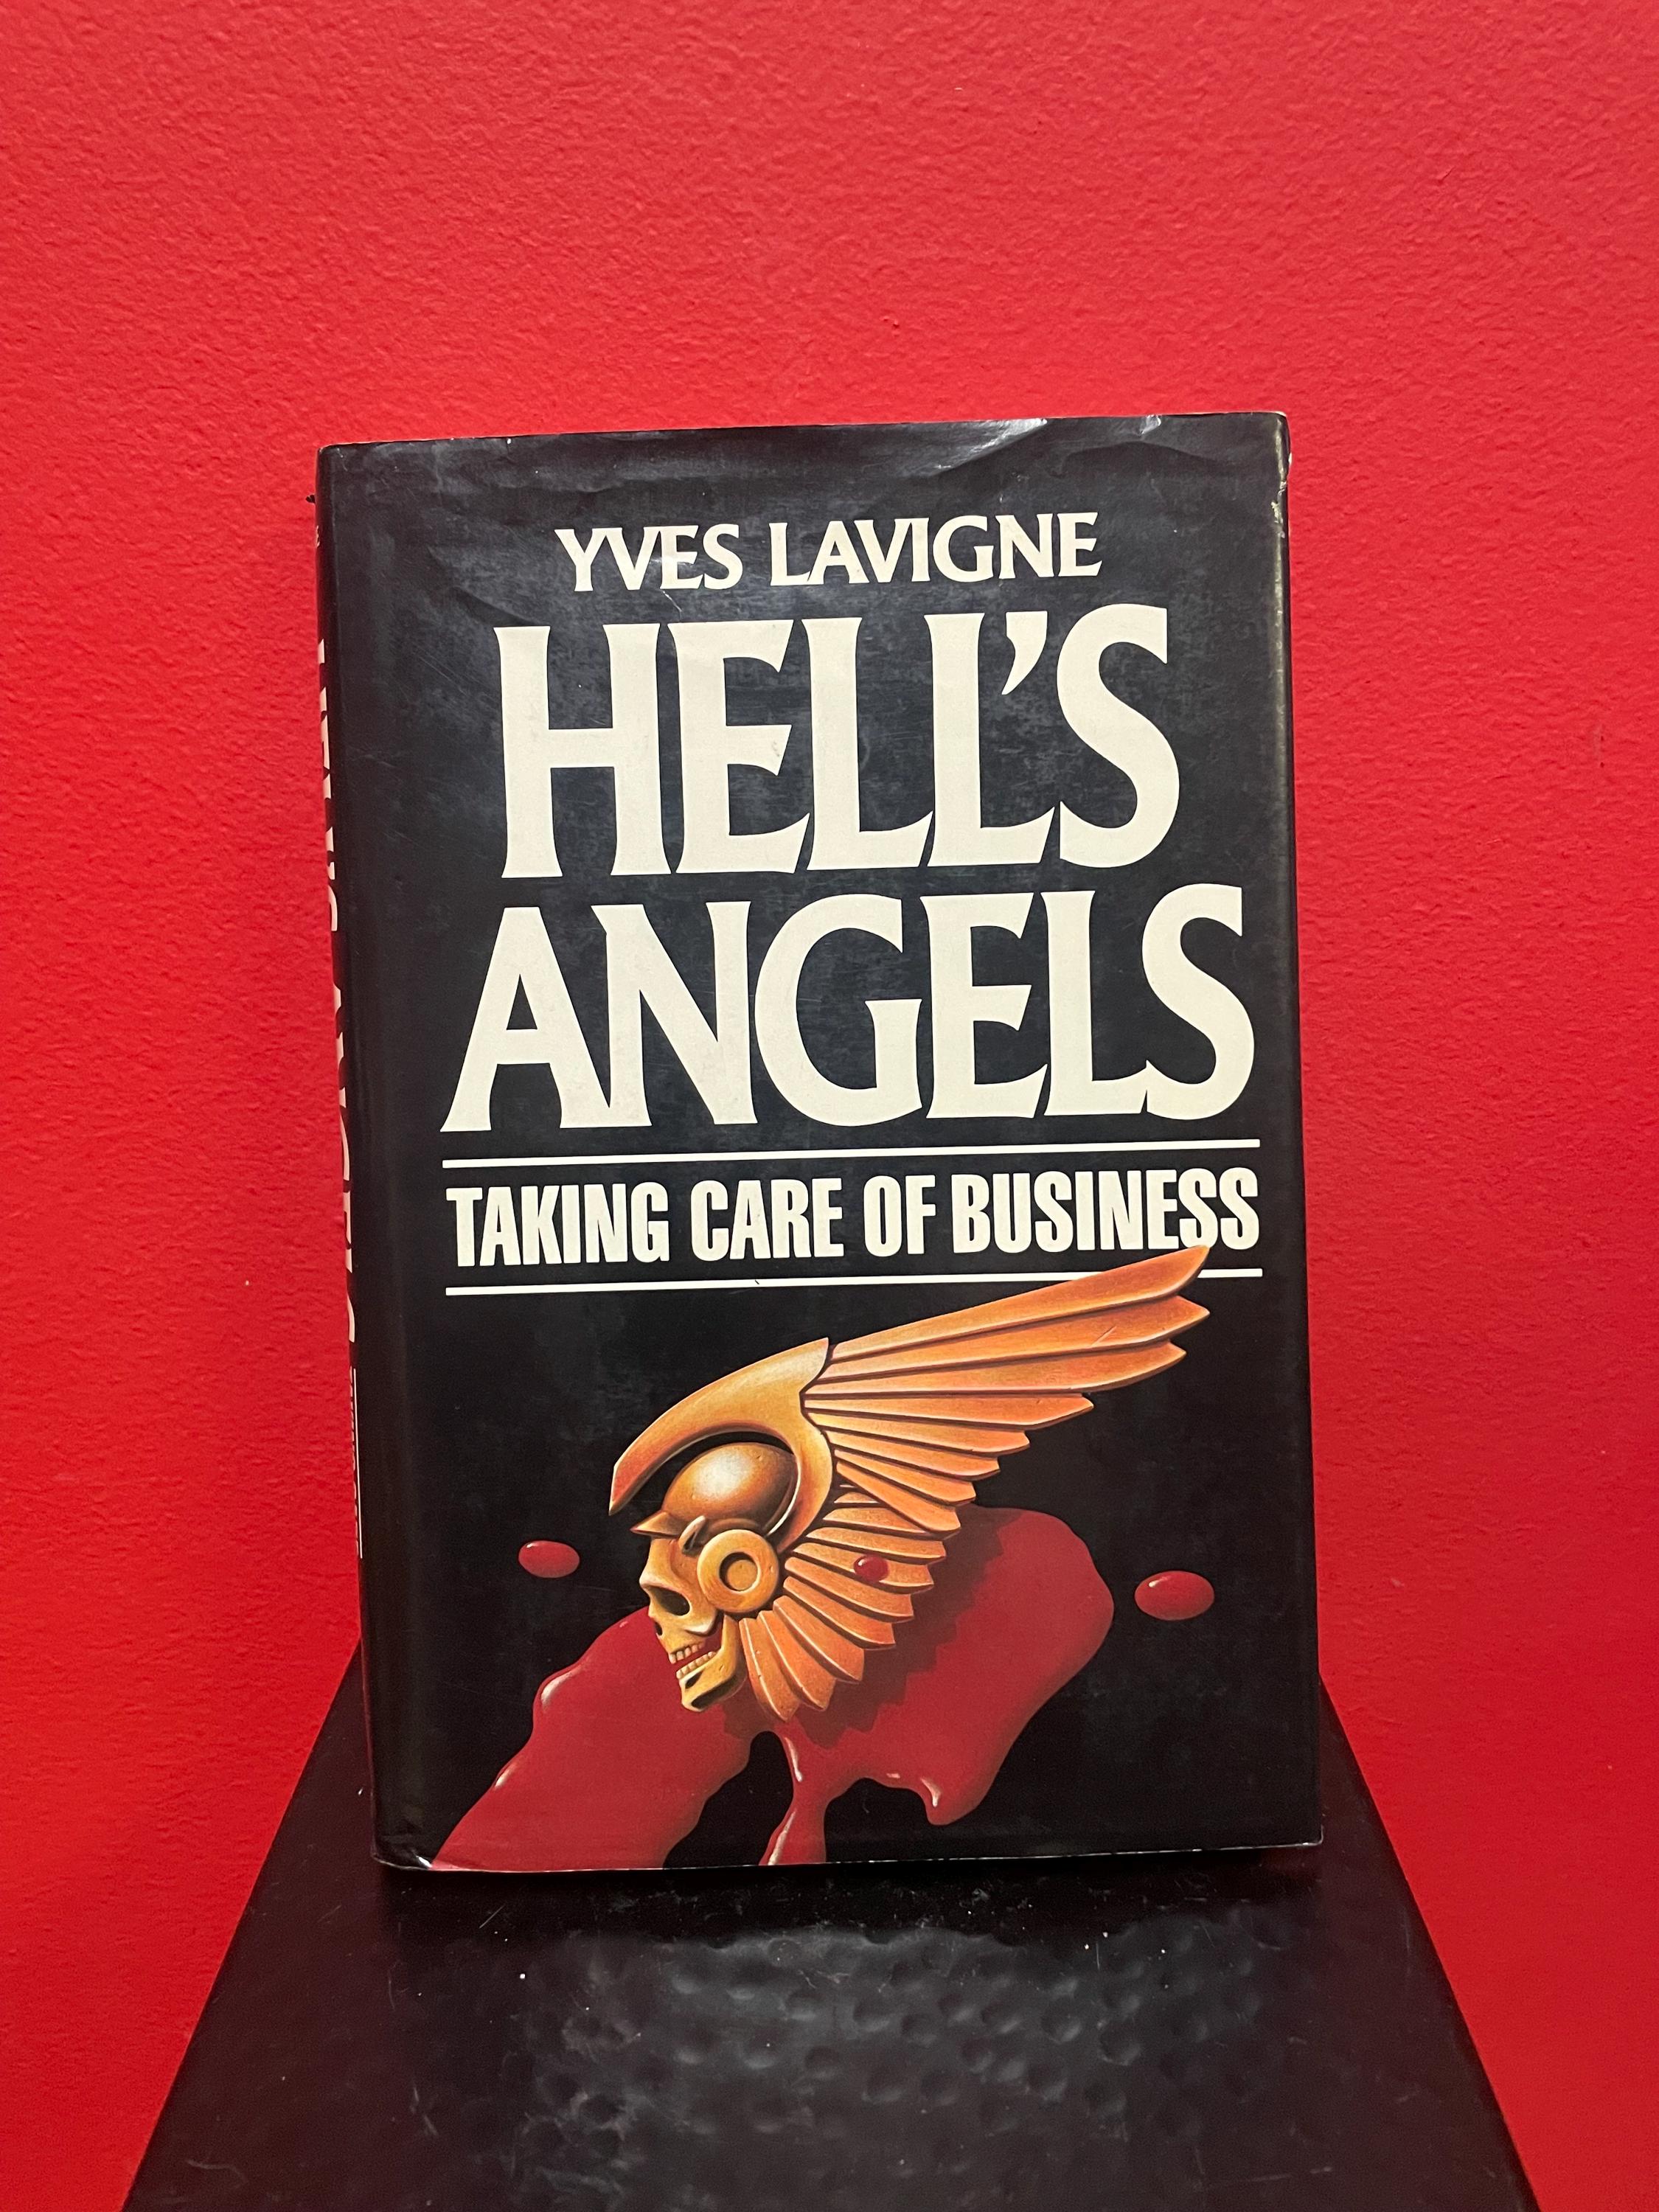 YVES LAVIGNE
HELL'S
ANGELS
TAKING CARE OF BUSINESS